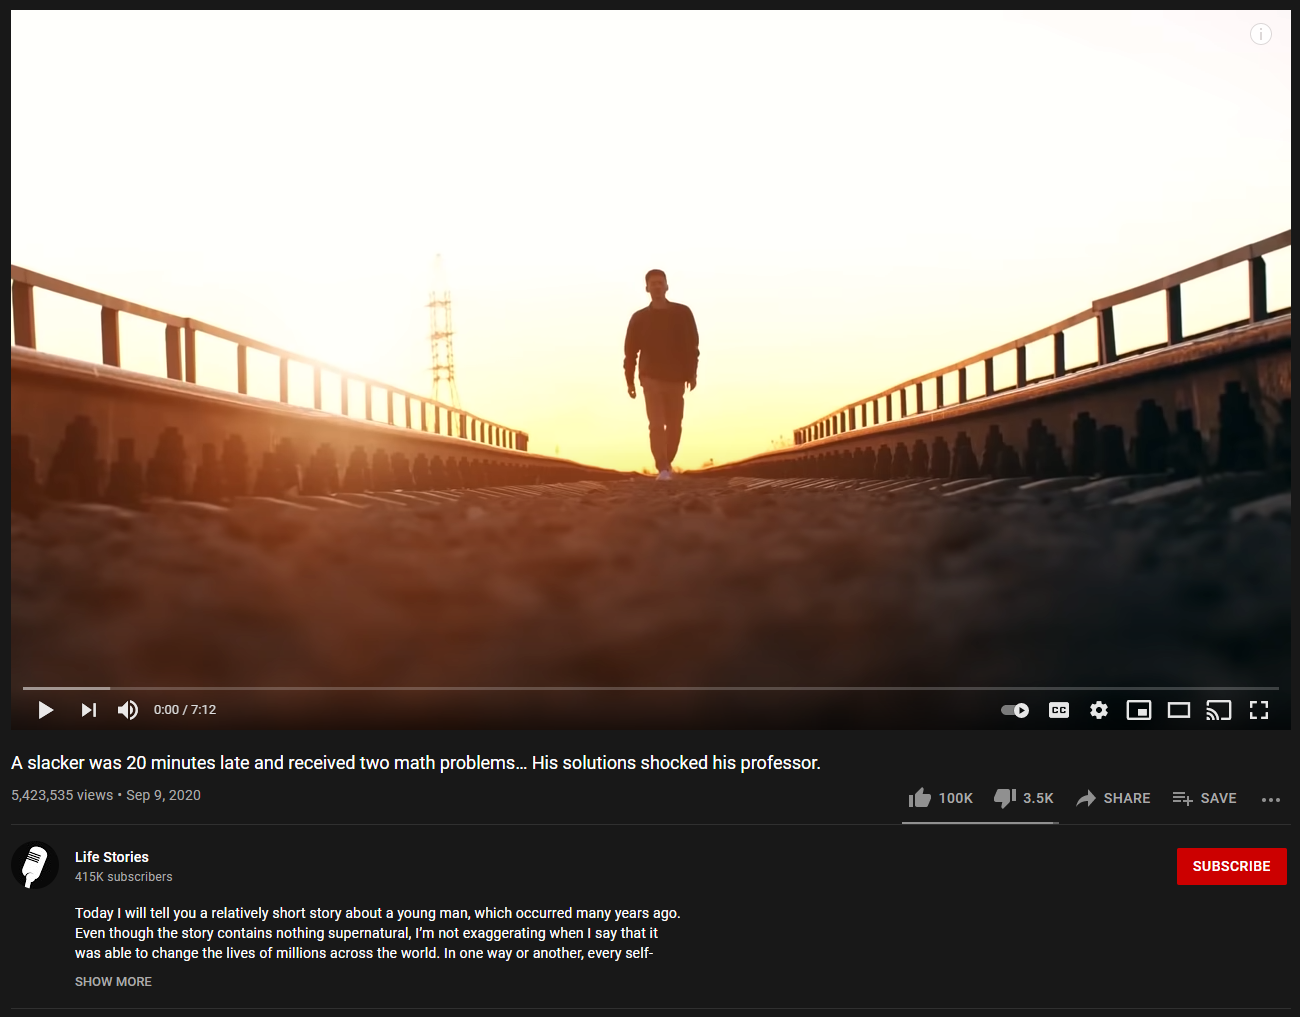 0:00 / 7:12
CC
A slacker was 20 minutes late and received two math problems… His solutions shocked his professor.
5,423,535 views • Sep 9, 2020
100K 3.5K SHARE SAVE
Life Stories
415K subscribers
SUBSCRIBE
Today I will tell you a relatively short story about a young man, which occurred many years ago.
Even though the story contains nothing supernatural, I’m not exaggerating when I say that it
was able to change the lives of millions across the world. In one way or another, every self-
SHOW MORE